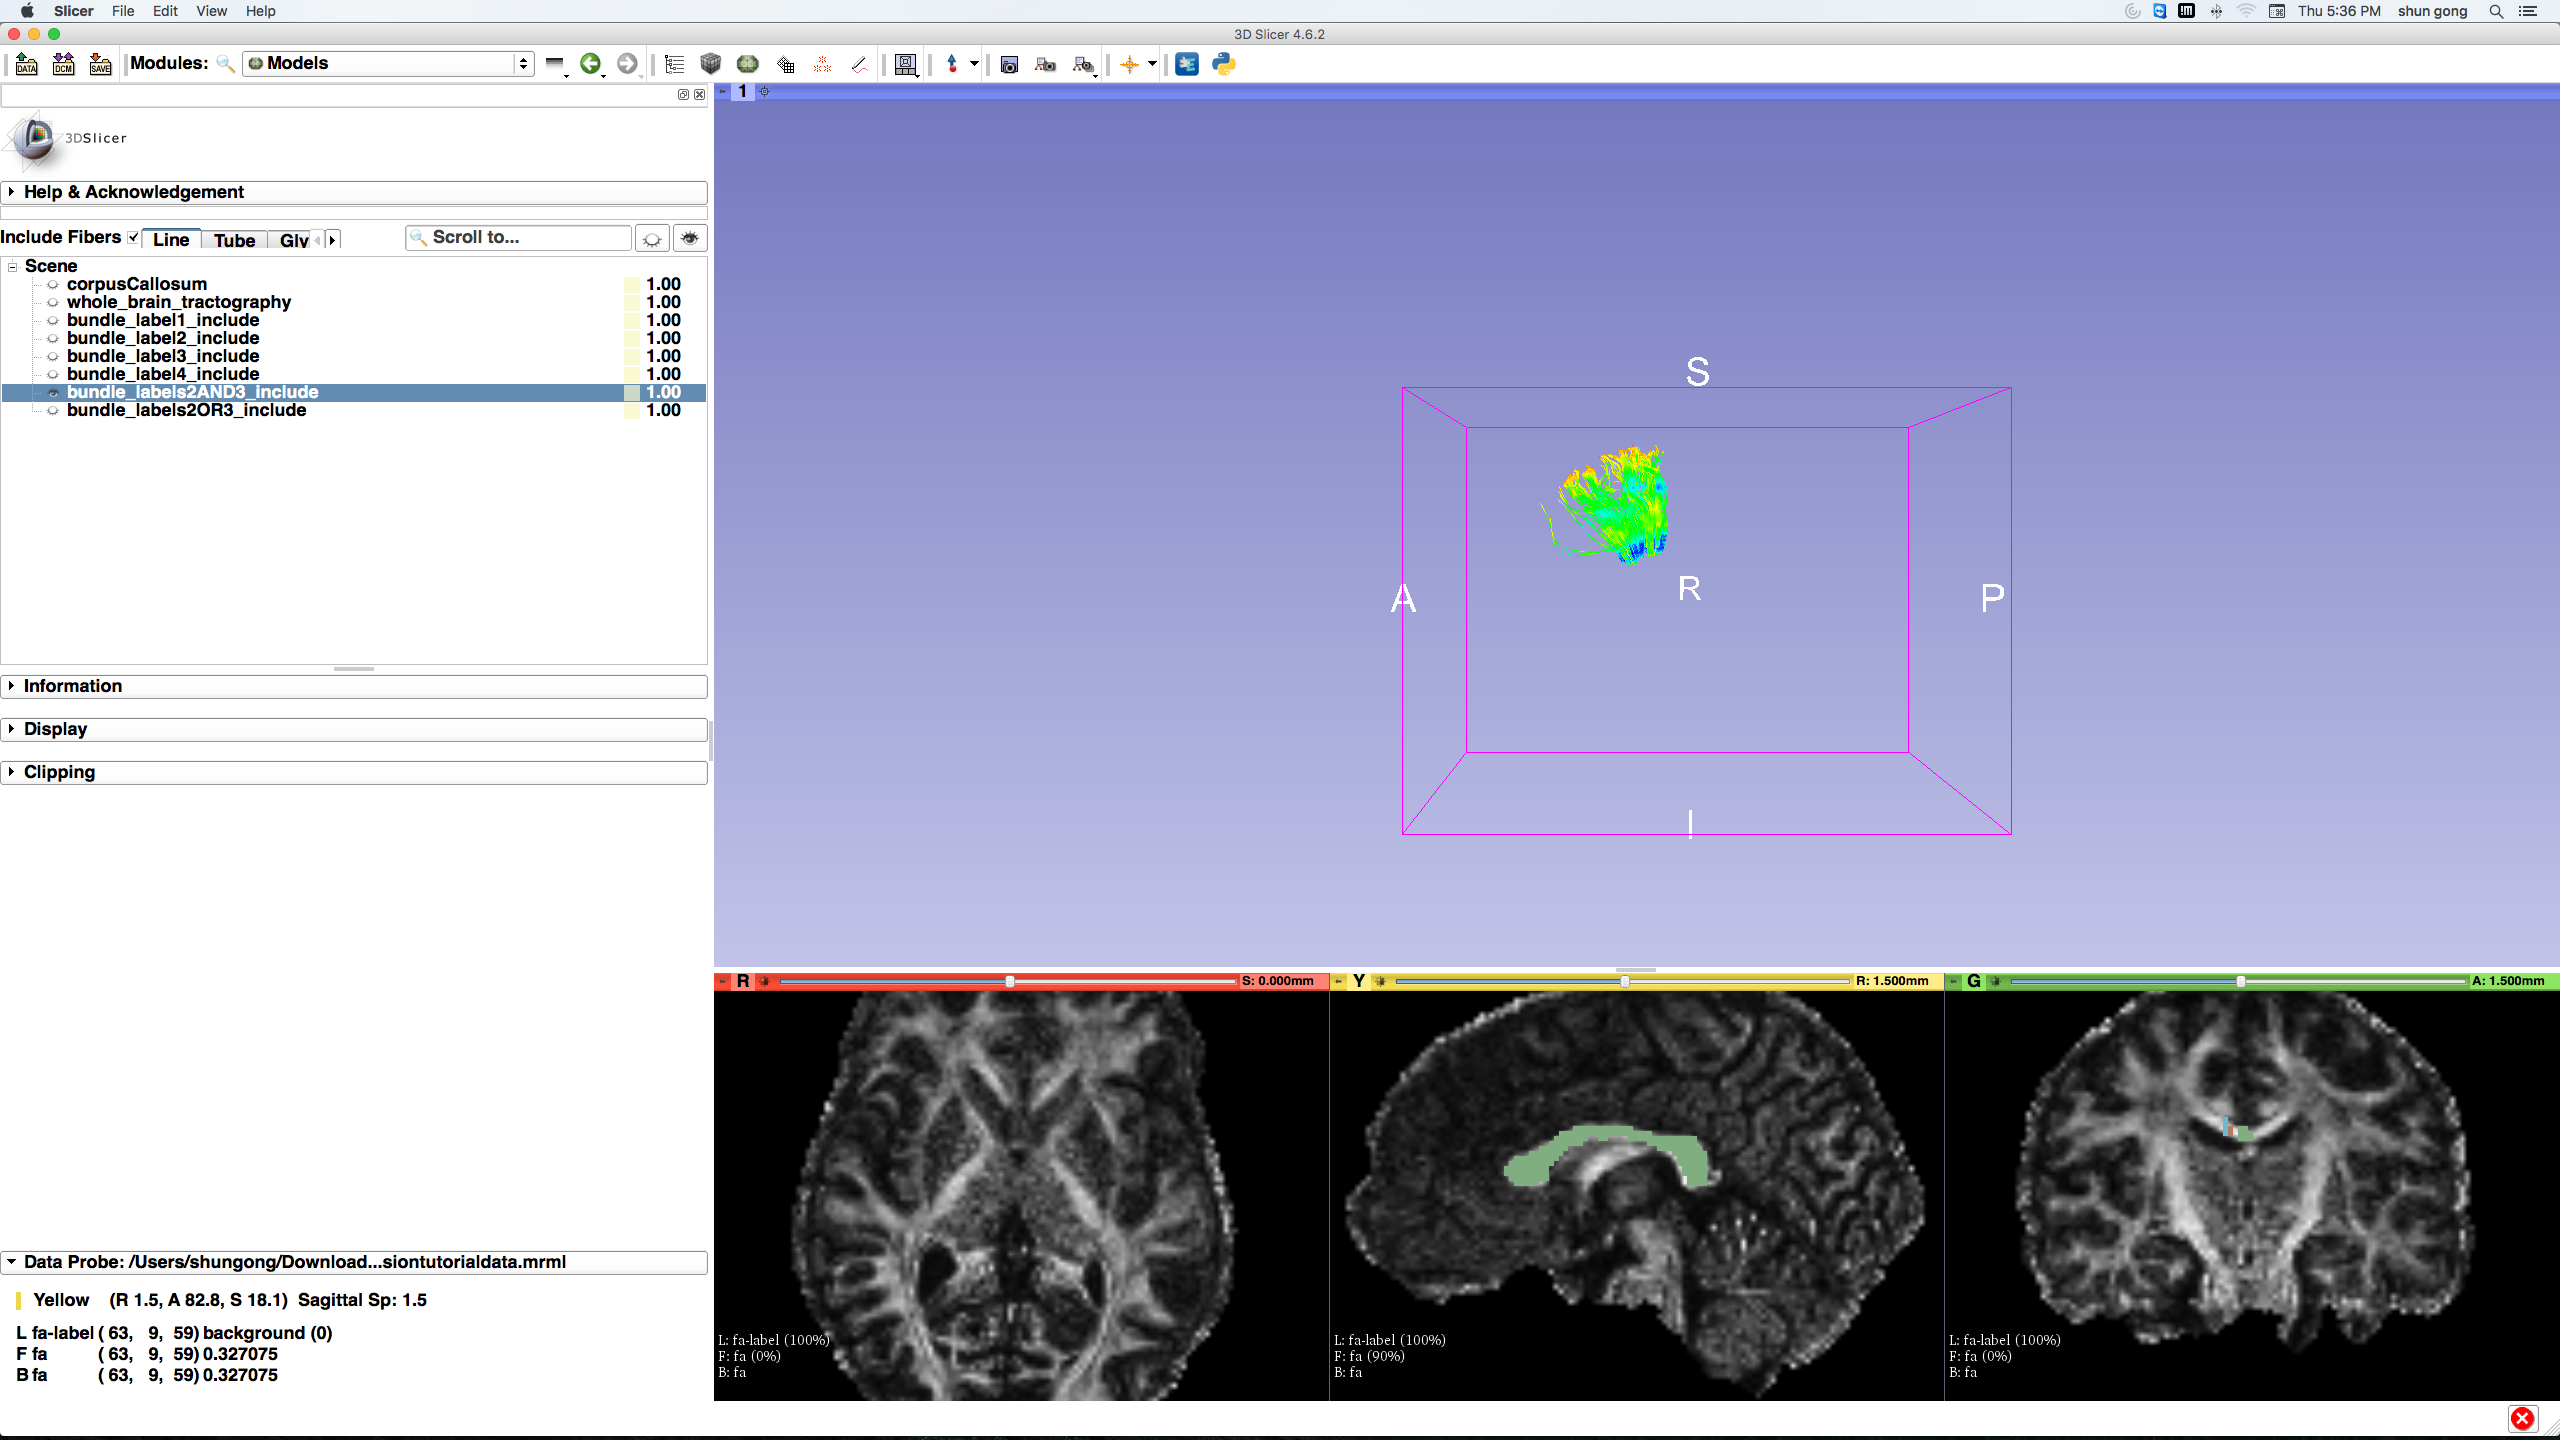 Slicer File Edit View Help Thu 5:36 PM shun gong
3D Slicer 4.6.2
DATA DCM SAVE Modules: Models
1
3DSlicer
Help & Acknowledgement
Include Fibers Line Tube Gly Scroll to...
Scene
corpusCallosum 1.00
whole_brain_tractography 1.00
bundle_label1_include 1.00
bundle_label2_include 1.00
bundle_label3_include 1.00
bundle_label4_include 1.00
bundle_labels2AND3_include 1.00
bundle_labels2OR3_include 1.00
Information
Display
Clipping
Data Probe: /Users/shungong/Download...siontutorialdata.mrml
Yellow (R 1.5, A 82.8, S 18.1) Sagittal Sp: 1.5
L fa-label ( 63, 9, 59) background (0)
F fa ( 63, 9, 59) 0.327075
B fa ( 63, 9, 59) 0.327075
S
A
R
P
I
R S: 0.000mm
L: fa-label (100%)
F: fa (0%)
B: fa
Y R: 1.500mm
L: fa-label (100%)
F: fa (90%)
B: fa
G A: 1.500mm
L: fa-label (100%)
F: fa (0%)
B: fa